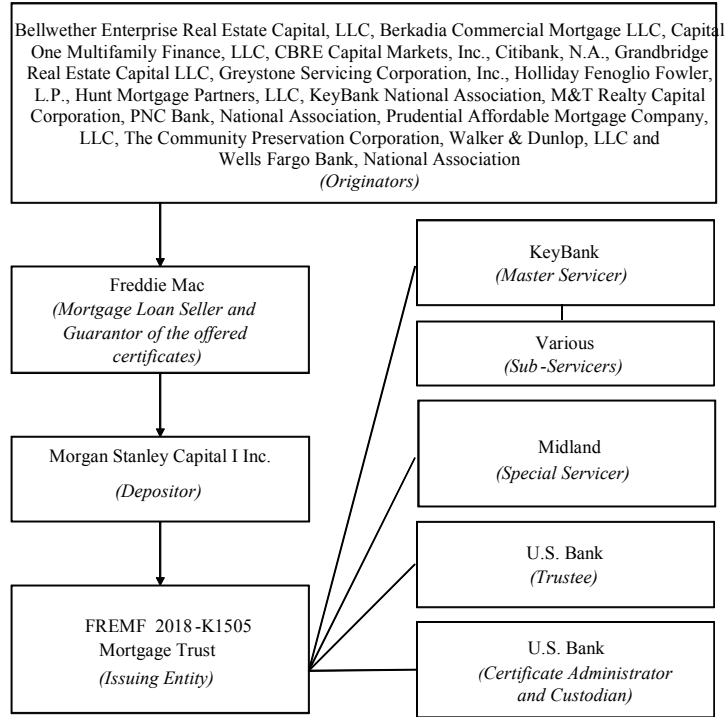 Bellwether Enterprise Real Estate Capital, LLC, Berkadia Commercial Mortgage LLC, Capital
One Multifamily Finance, LLC, CBRE Capital Markets, Inc., Citibank, N.A., Grandbridge
Real Estate Capital LLC, Greystone Servicing Corporation, Inc., Holliday Fenoglio Fowler,
L.P., Hunt Mortgage Partners, LLC, KeyBank National Association, M&T Realty Capital
Corporation, PNC Bank, National Association, Prudential Affordable Mortgage Company,
LLC, The Community Preservation Corporation, Walker & Dunlop, LLC and
Wells Fargo Bank, National Association
(Originators)
Freddie Mac
(Mortgage Loan Seller and
Guarantor of the offered
certificates)
Morgan Stanley Capital I Inc.
(Depositor)
FREMF 2018-K1505
Mortgage Trust
(Issuing Entity)
KeyBank
(Master Servicer)
Various
(Sub-Servicers)
Midland
(Special Servicer)
U.S. Bank
(Trustee)
U.S. Bank
(Certificate Administrator
and Custodian)